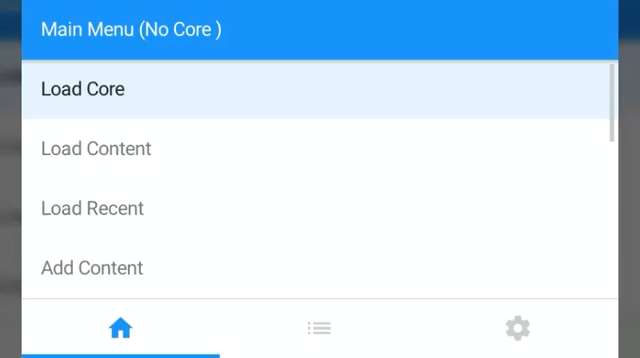 Main Menu (No Core )
Load Core
Load Content
Load Recent
Add Content